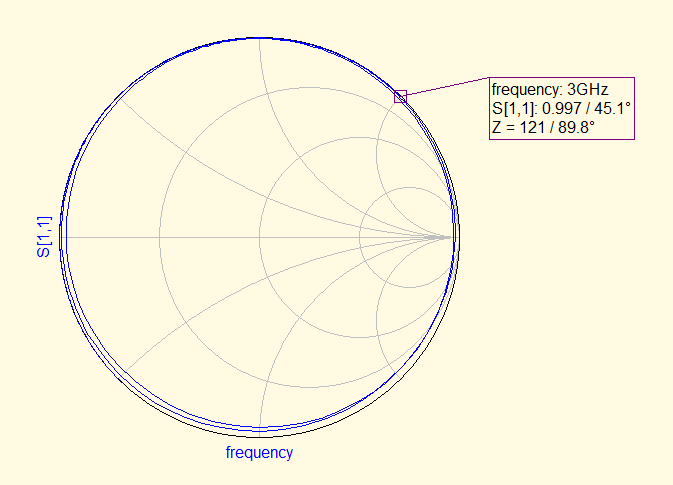 frequency: 3GHz
S[1,1]: 0.997 / 45.1°
Z = 121 / 89.8°
S[1,1]
frequency